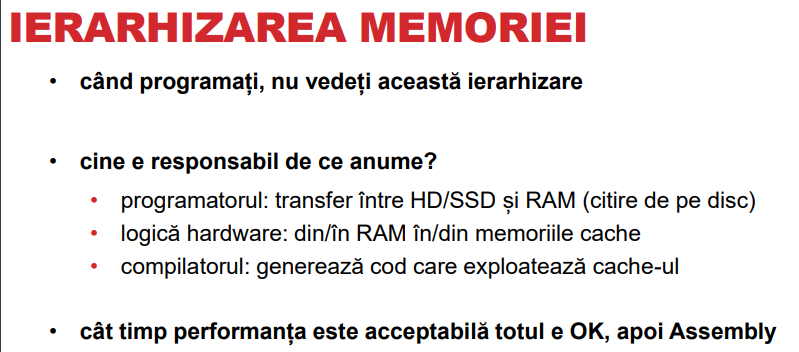 IERARHIZAREA MEMORIEI
• când programați, nu vedeți această ierarhizare
• cine e responsabil de ce anume?
• programatorul: transfer între HD/SSD și RAM (citire de pe disc)
• logică hardware: din/în RAM în/din memoriile cache
• compilatorul: generează cod care exploatează cache-ul
• cât timp performanța este acceptabilă totul e OK, apoi Assembly